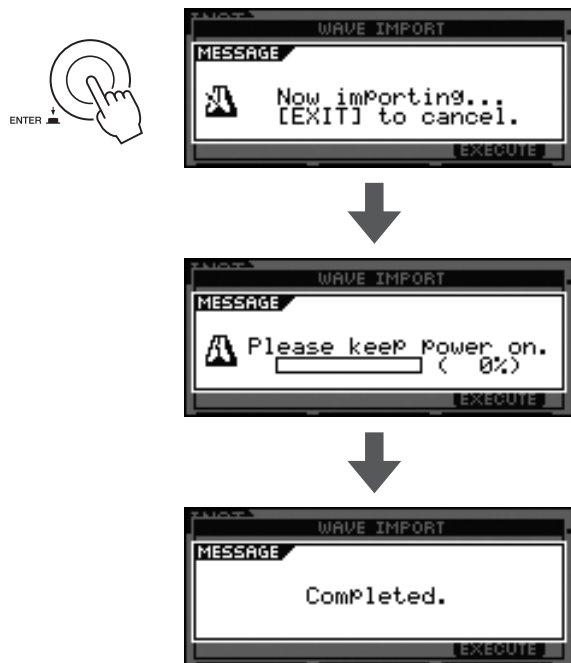 ENTER
WAVE IMPORT
MESSAGE
Now importing...
[EXIT] to cancel.
EXECUTE
WAVE IMPORT
MESSAGE
Please keep power on.
( 0%)
EXECUTE
WAVE IMPORT
MESSAGE
Completed.
EXECUTE